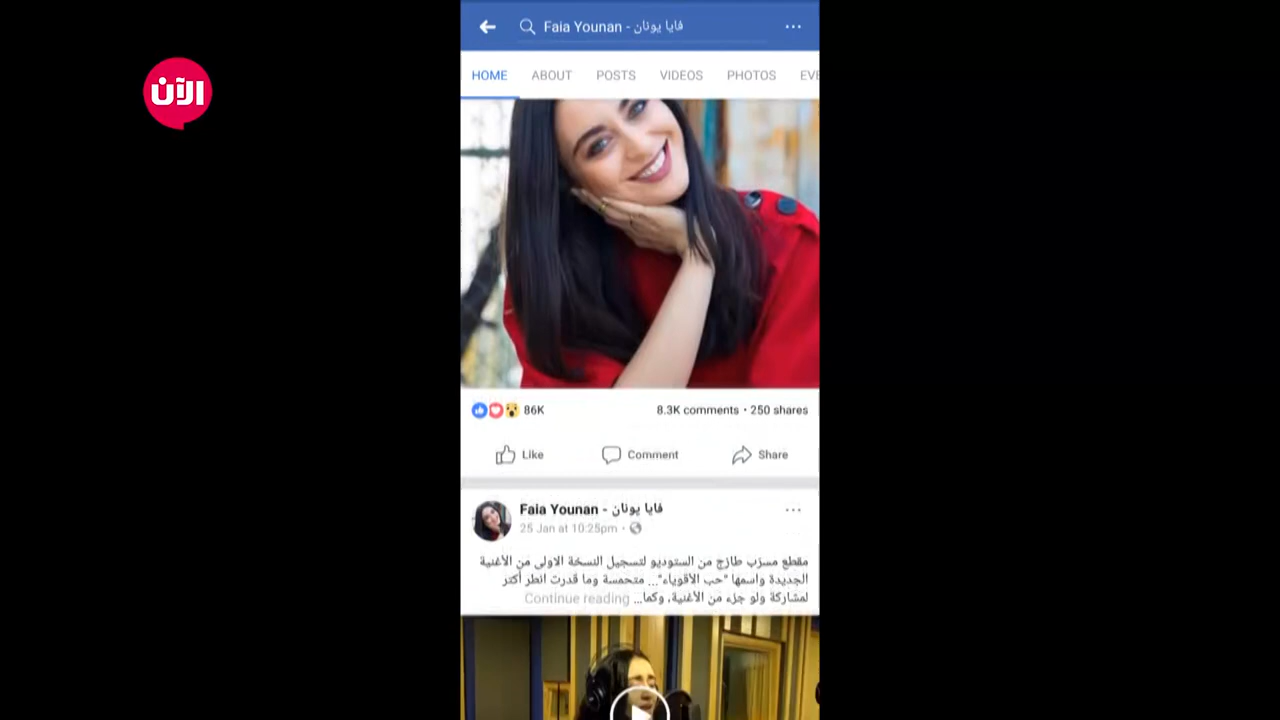 الآن
Faia Younan - فايا يونان
HOME ABOUT POSTS VIDEOS PHOTOS EVE
86K 8.3K comments · 250 shares
Like Comment Share
Faia Younan - فايا يونان
25 Jan at 10:25pm ·
مقطع مسرّب طازج من الستوديو لتسجيل النسخة الاولى من الأغنية
الجديدة واسمها "حب الأقوياء"... متحمسة وما قدرت انطر أكتر
لمشاركة ولو جزء من الأغنية، وكما... Continue reading